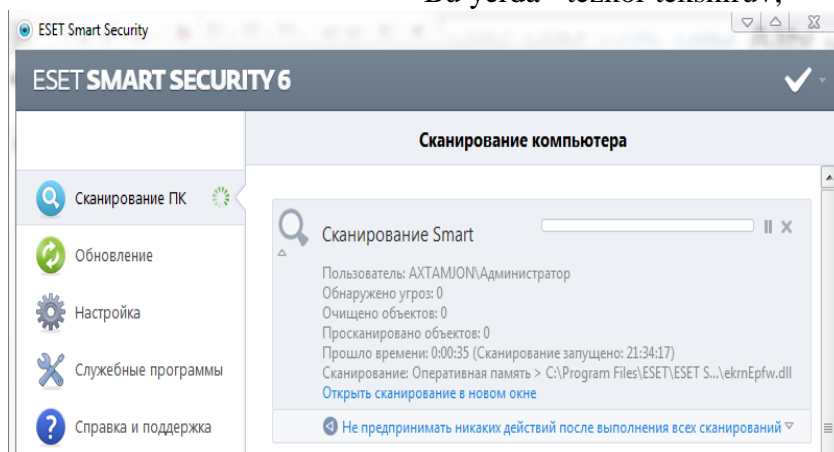 ESET Smart Security
ESET SMART SECURITY 6
Сканирование компьютера
Сканирование ПК
Обновление
Настройка
Служебные программы
Справка и поддержка
Сканирование Smart
Пользователь: AXTAMJON\Администратор
Обнаружено угроз: 0
Очищено объектов: 0
Просканировано объектов: 0
Прошло времени: 0:00:35 (Сканирование запущено: 21:34:17)
Сканирование: Оперативная память > C:\Program Files\ESET\ESET S...\ekrnEpfw.dll
Открыть сканирование в новом окне
Не предпринимать никаких действий после выполнения всех сканирований